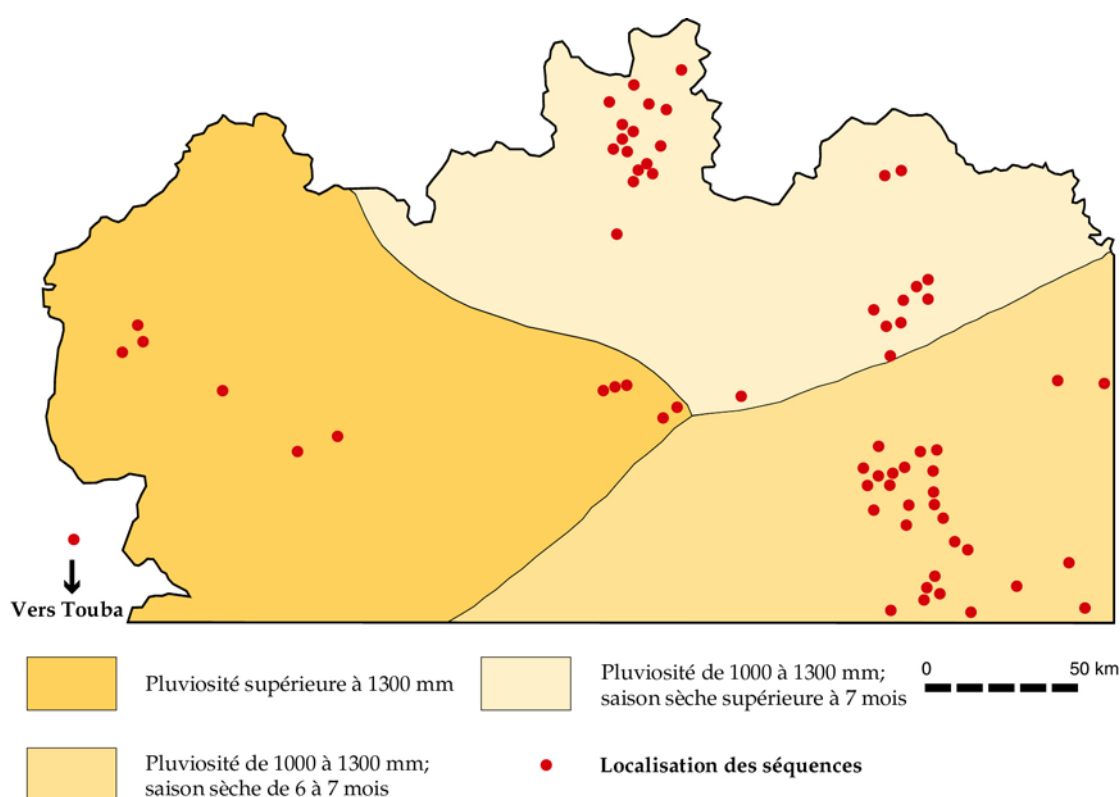 Vers Touba
Pluviosité supérieure à 1300 mm
Pluviosité de 1000 à 1300 mm;
saison sèche supérieure à 7 mois
0 50 km
Pluviosité de 1000 à 1300 mm;
saison sèche de 6 à 7 mois
Localisation des séquences